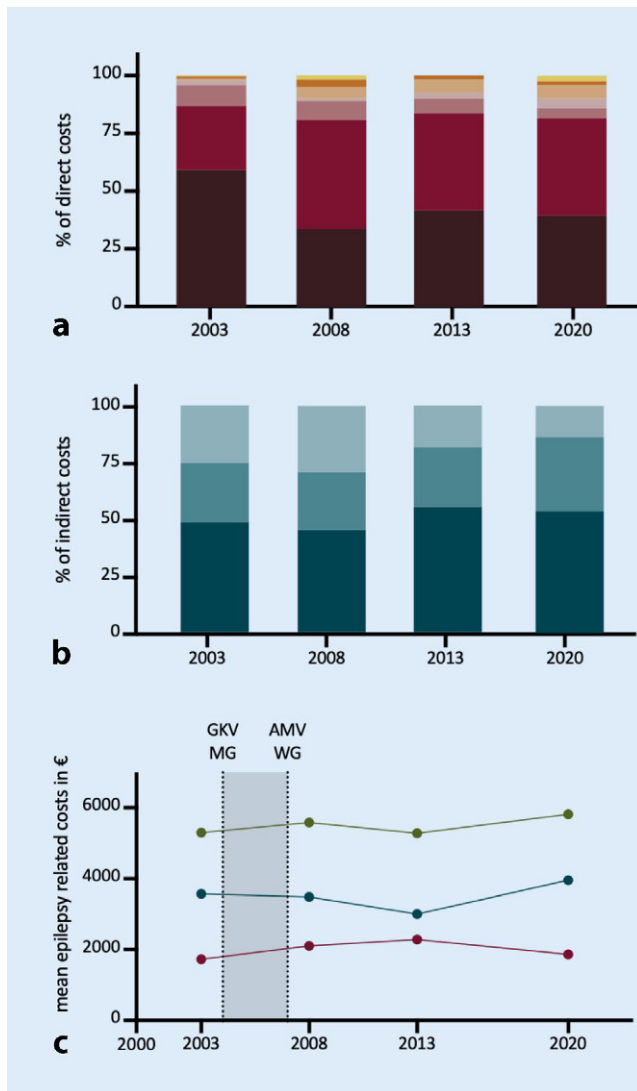 % of direct costs
100
75
50
25
0
2003 2008 2013 2020
a
% of indirect costs
100
75
50
25
0
2003 2008 2013 2020
b
GKV AMV
MG WG
mean epilepsy related costs in €
6000
4000
2000
0
2000 2003 2008 2013 2020
c